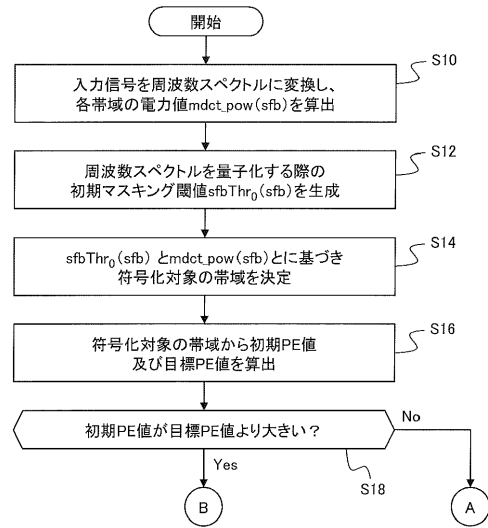 開始
S10
入力信号を周波数スペクトルに変換し、
各帯域の電力値mdct_pow(sfb)を算出
S12
周波数スペクトルを量子化する際の
初期マスキング閾値sfbThr₀(sfb)を生成
S14
sfbThr₀(sfb) とmdct_pow(sfb)とに基づき
符号化対象の帯域を決定
S16
符号化対象の帯域から初期PE値
及び目標PE値を算出
初期PE値が目標PE値より大きい？
No
Yes
S18
B
A